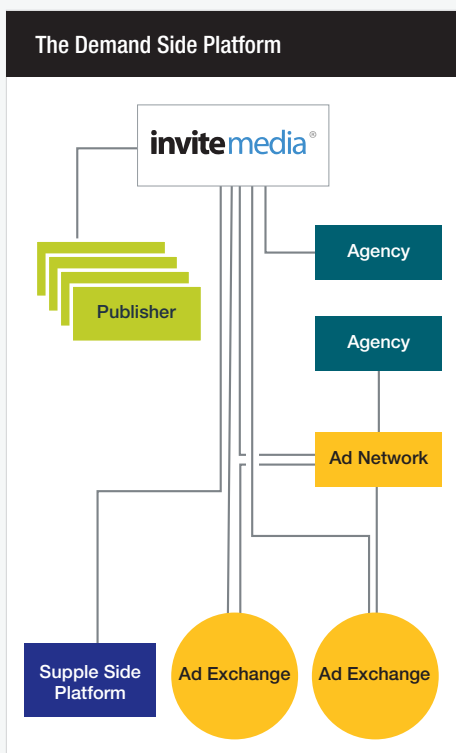 The Demand Side Platform
invitemedia®
Agency
Publisher
Agency
Ad Network
Supple Side
Platform
Ad Exchange
Ad Exchange